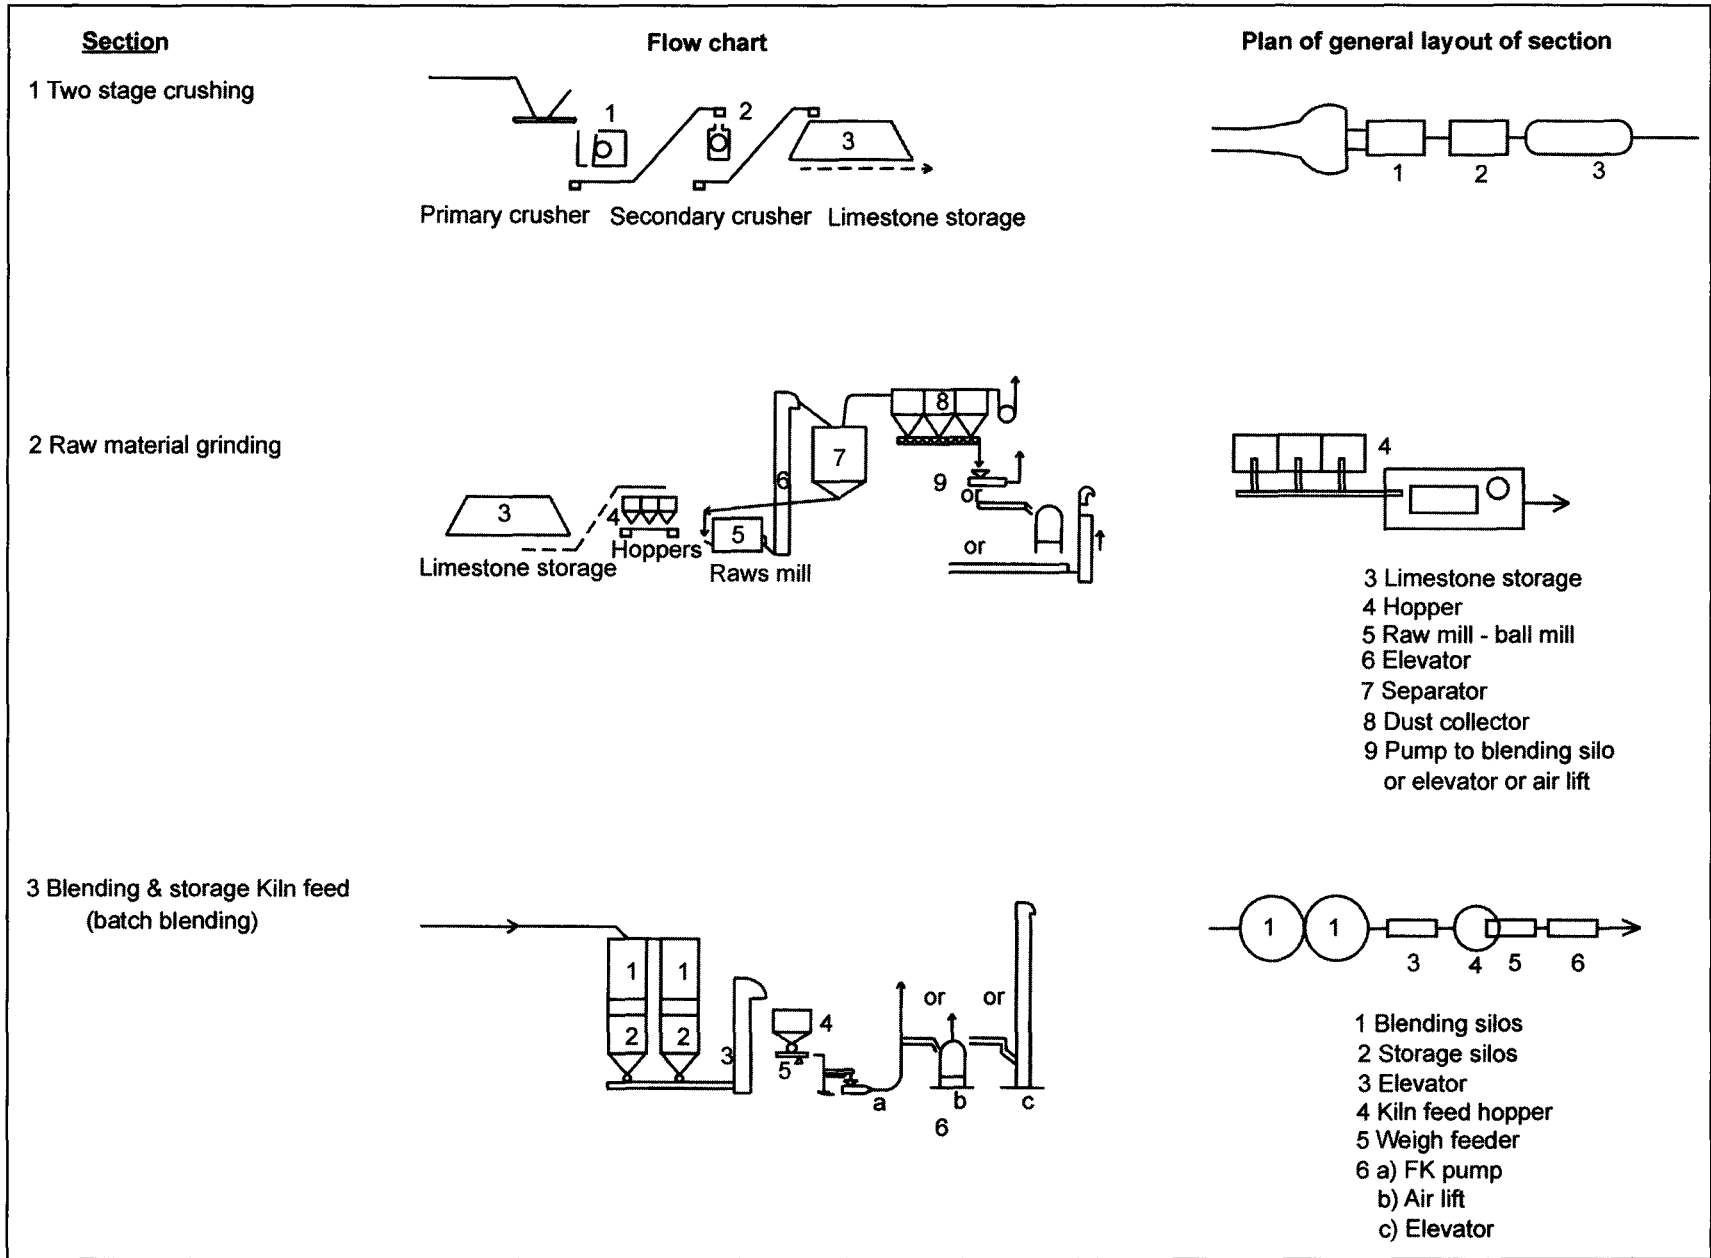 Section
Flow chart
Plan of general layout of section
1 Two stage crushing
1
2
3
Primary crusher
Secondary crusher
Limestone storage
1
2
3
2 Raw material grinding
3
Limestone storage
4
Hoppers
5
Raws mill
6
7
8
9
or
or
4
3 Limestone storage
4 Hopper
5 Raw mill - ball mill
6 Elevator
7 Separator
8 Dust collector
9 Pump to blending silo
or elevator or air lift
3 Blending & storage Kiln feed
(batch blending)
1
1
2
2
3
4
5
a
or
b
or
c
6
1
1
3
4
5
6
1 Blending silos
2 Storage silos
3 Elevator
4 Kiln feed hopper
5 Weigh feeder
6 a) FK pump
b) Air lift
c) Elevator